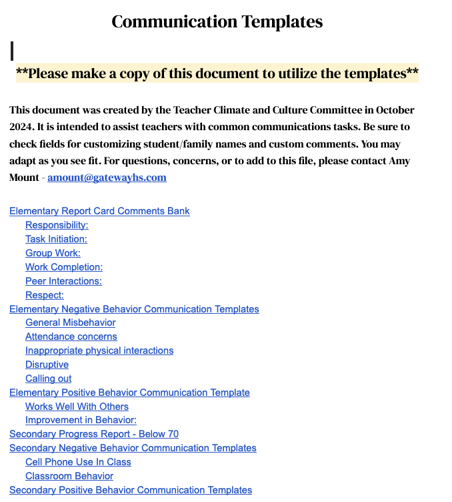 Communication Templates
**Please make a copy of this document to utilize the templates**
This document was created by the Teacher Climate and Culture Committee in October
2024. It is intended to assist teachers with common communications tasks. Be sure to
check fields for customizing student/family names and custom comments. You may
adapt as you see fit. For questions, concerns, or to add to this file, please contact Amy
Mount - amount@gatewayhs.com
Elementary Report Card Comments Bank
Responsibility:
Task Initiation:
Group Work:
Work Completion:
Peer Interactions:
Respect:
Elementary Negative Behavior Communication Templates
General Misbehavior
Attendance concerns
Inappropriate physical interactions
Disruptive
Calling out
Elementary Positive Behavior Communication Template
Works Well With Others
Improvement in Behavior:
Secondary Progress Report - Below 70
Secondary Negative Behavior Communication Templates
Cell Phone Use In Class
Classroom Behavior
Secondary Positive Behavior Communication Templates